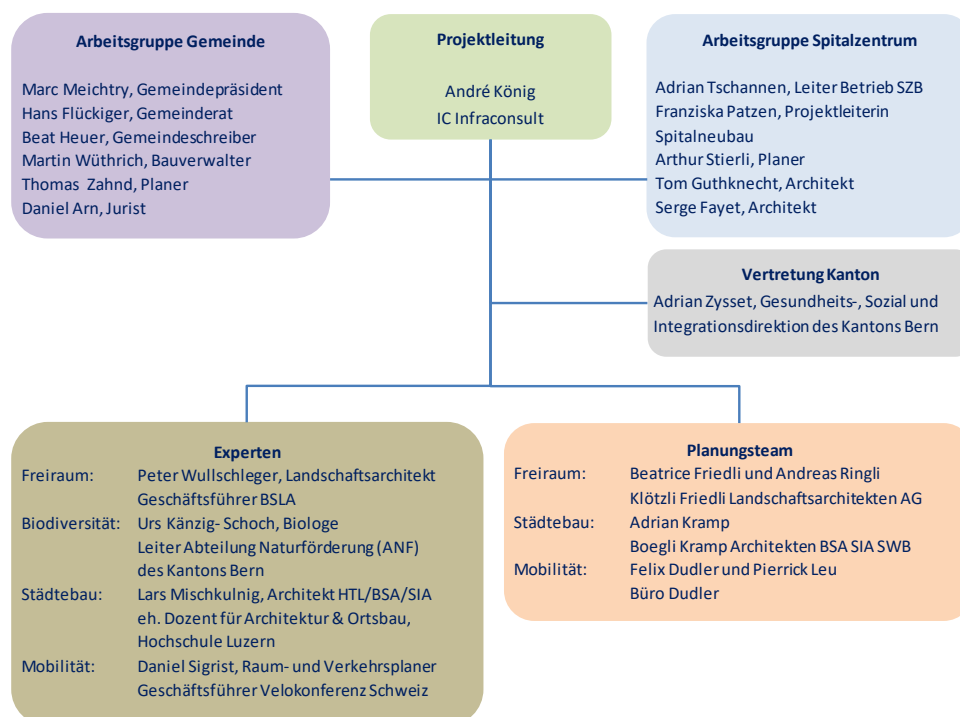 Arbeitsgruppe Gemeinde
Marc Meichtry, Gemeindepräsident
Hans Flückiger, Gemeinderat
Beat Heuer, Gemeindeschreiber
Martin Wüthrich, Bauverwalter
Thomas Zahnd, Planer
Daniel Arn, Jurist
Projektleitung
André König
IC Infraconsult
Arbeitsgruppe Spitalzentrum
Adrian Tschannen, Leiter Betrieb SZB
Franziska Patzen, Projektleiterin
Spitalneubau
Arthur Stierli, Planer
Tom Guthknecht, Architekt
Serge Fayet, Architekt
Vertretung Kanton
Adrian Zysset, Gesundheits-, Sozial und
Integrationsdirektion des Kantons Bern
Experten
Freiraum: Peter Wullschleger, Landschaftsarchitekt
Geschäftsführer BSLA
Biodiversität: Urs Känzig- Schoch, Biologe
Leiter Abteilung Naturförderung (ANF)
des Kantons Bern
Städtebau: Lars Mischkulnig, Architekt HTL/BSA/SIA
eh. Dozent für Architektur & Ortsbau,
Hochschule Luzern
Mobilität: Daniel Sigrist, Raum- und Verkehrsplaner
Geschäftsführer Velokonferenz Schweiz
Planungsteam
Freiraum: Beatrice Friedli und Andreas Ringli
Klötzli Friedli Landschaftsarchitekten AG
Städtebau: Adrian Kramp
Boegli Kramp Architekten BSA SIA SWB
Mobilität: Felix Dudler und Pierrick Leu
Büro Dudler